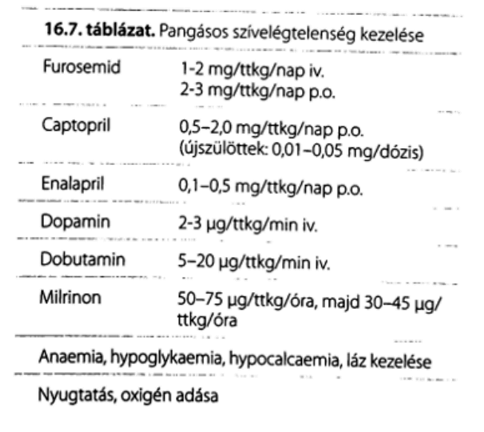 16.7. táblázat. Pangásos szívelégtelenség kezelése
Furosemid 1-2 mg/ttkg/nap iv.
2-3 mg/ttkg/nap p.o.
Captopril 0,5–2,0 mg/ttkg/nap p.o.
(újszülöttek: 0,01–0,05 mg/dózis)
Enalapril 0,1–0,5 mg/ttkg/nap p.o.
Dopamin 2-3 µg/ttkg/min iv.
Dobutamin 5–20 µg/ttkg/min iv.
Milrinon 50–75 µg/ttkg/óra, majd 30–45 µg/
ttkg/óra
Anaemia, hypoglykaemia, hypocalcaemia, láz kezelése
Nyugtatás, oxigén adása